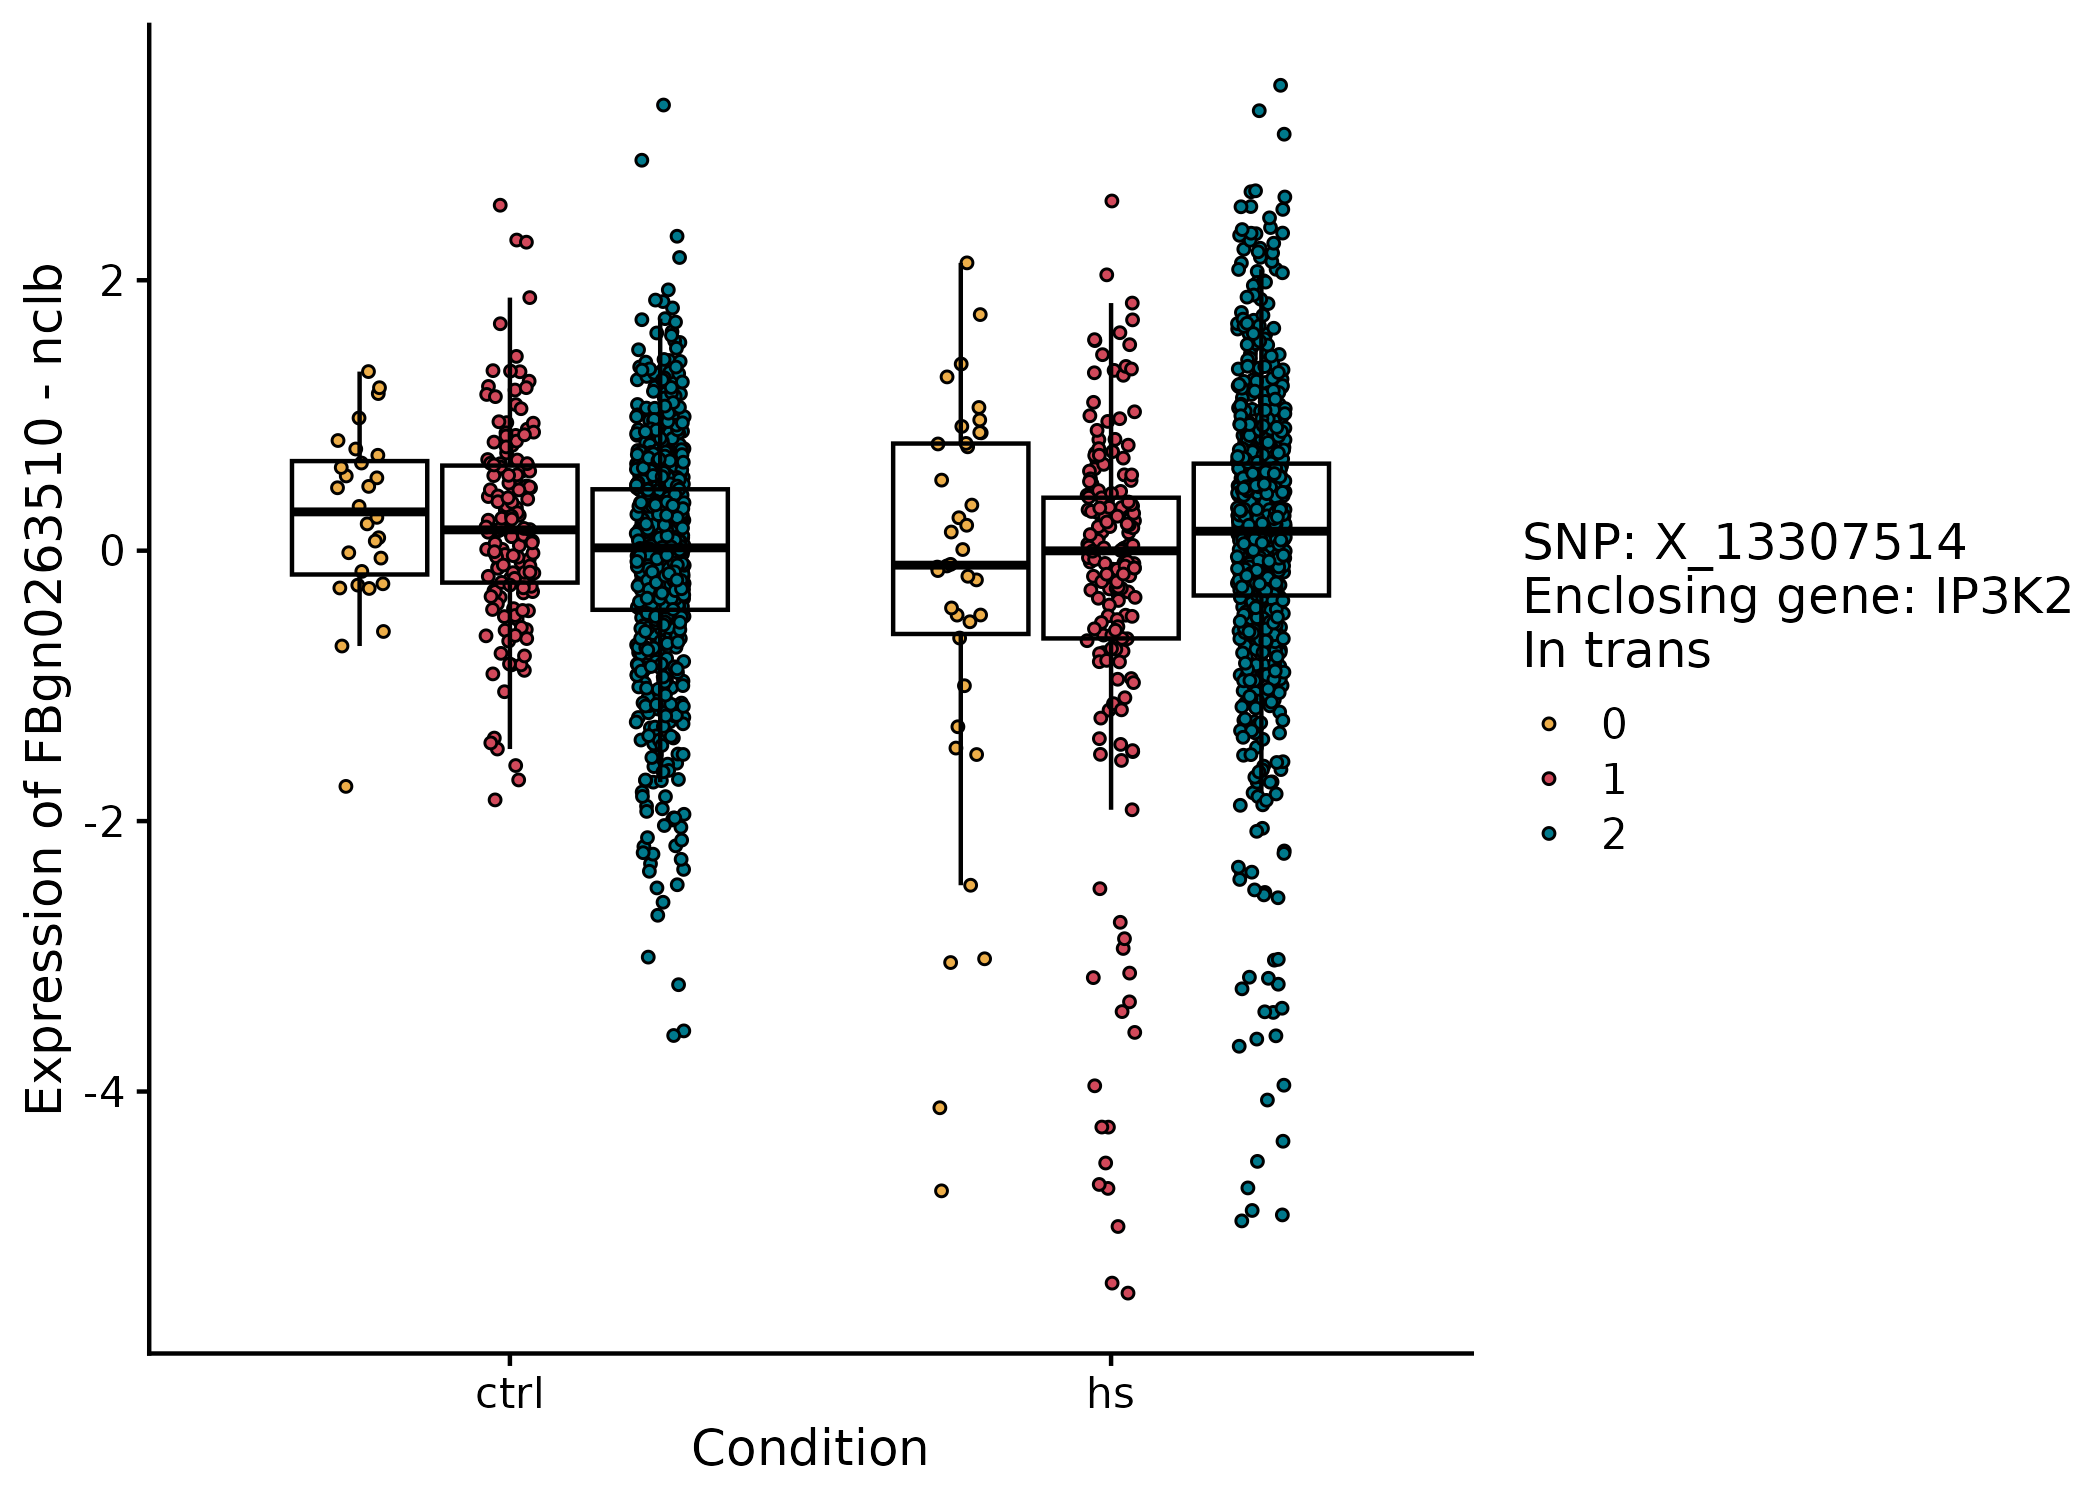 Expression of FBgn0263510 - nclb
2
0
-2
-4
ctrl
hs
Condition
SNP: X_13307514
Enclosing gene: IP3K2
In trans
0
1
2